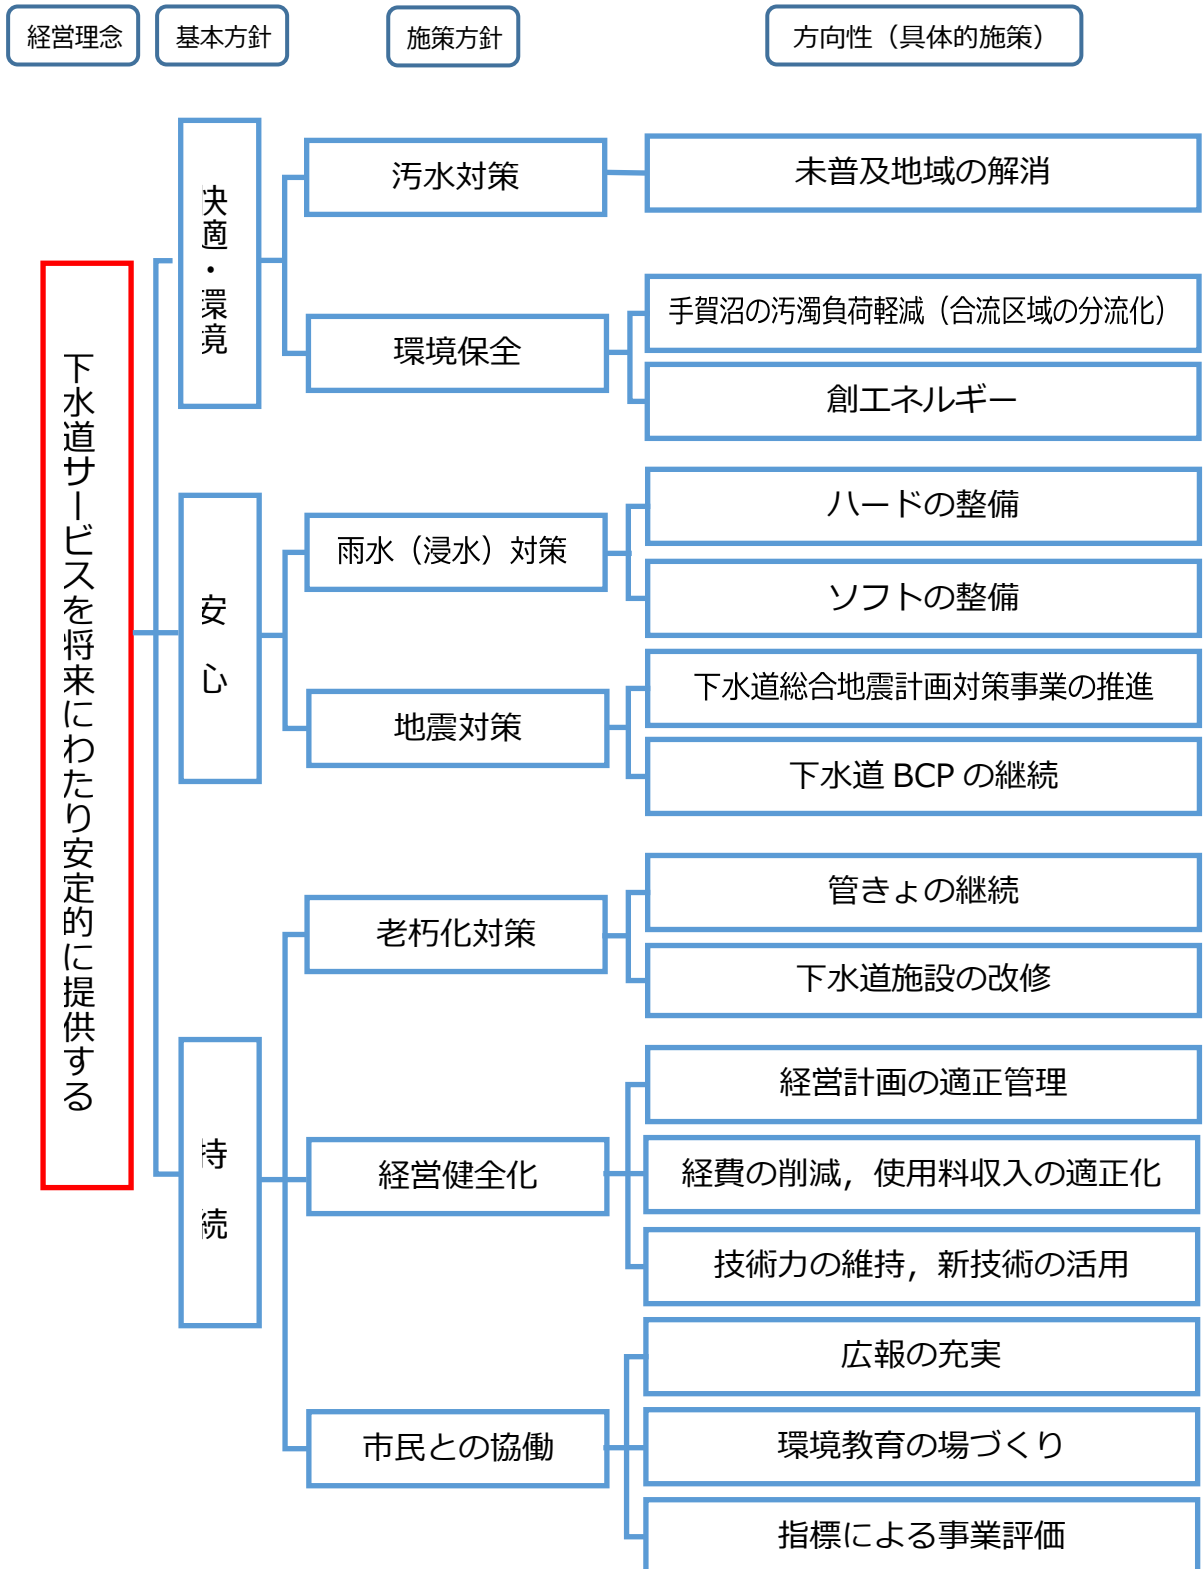 経営理念
基本方針
施策方針
方向性（具体的施策）
下水道サービスを将来にわたり安定的に提供する
快適・環境
汚水対策
未普及地域の解消
環境保全
手賀沼の汚濁負荷軽減（合流区域の分流化）
創エネルギー
安心
雨水（浸水）対策
ハードの整備
ソフトの整備
地震対策
下水道総合地震計画対策事業の推進
下水道 BCP の継続
持続
老朽化対策
管きょの継続
下水道施設の改修
経営健全化
経営計画の適正管理
経費の削減，使用料収入の適正化
技術力の維持，新技術の活用
市民との協働
広報の充実
環境教育の場づくり
指標による事業評価